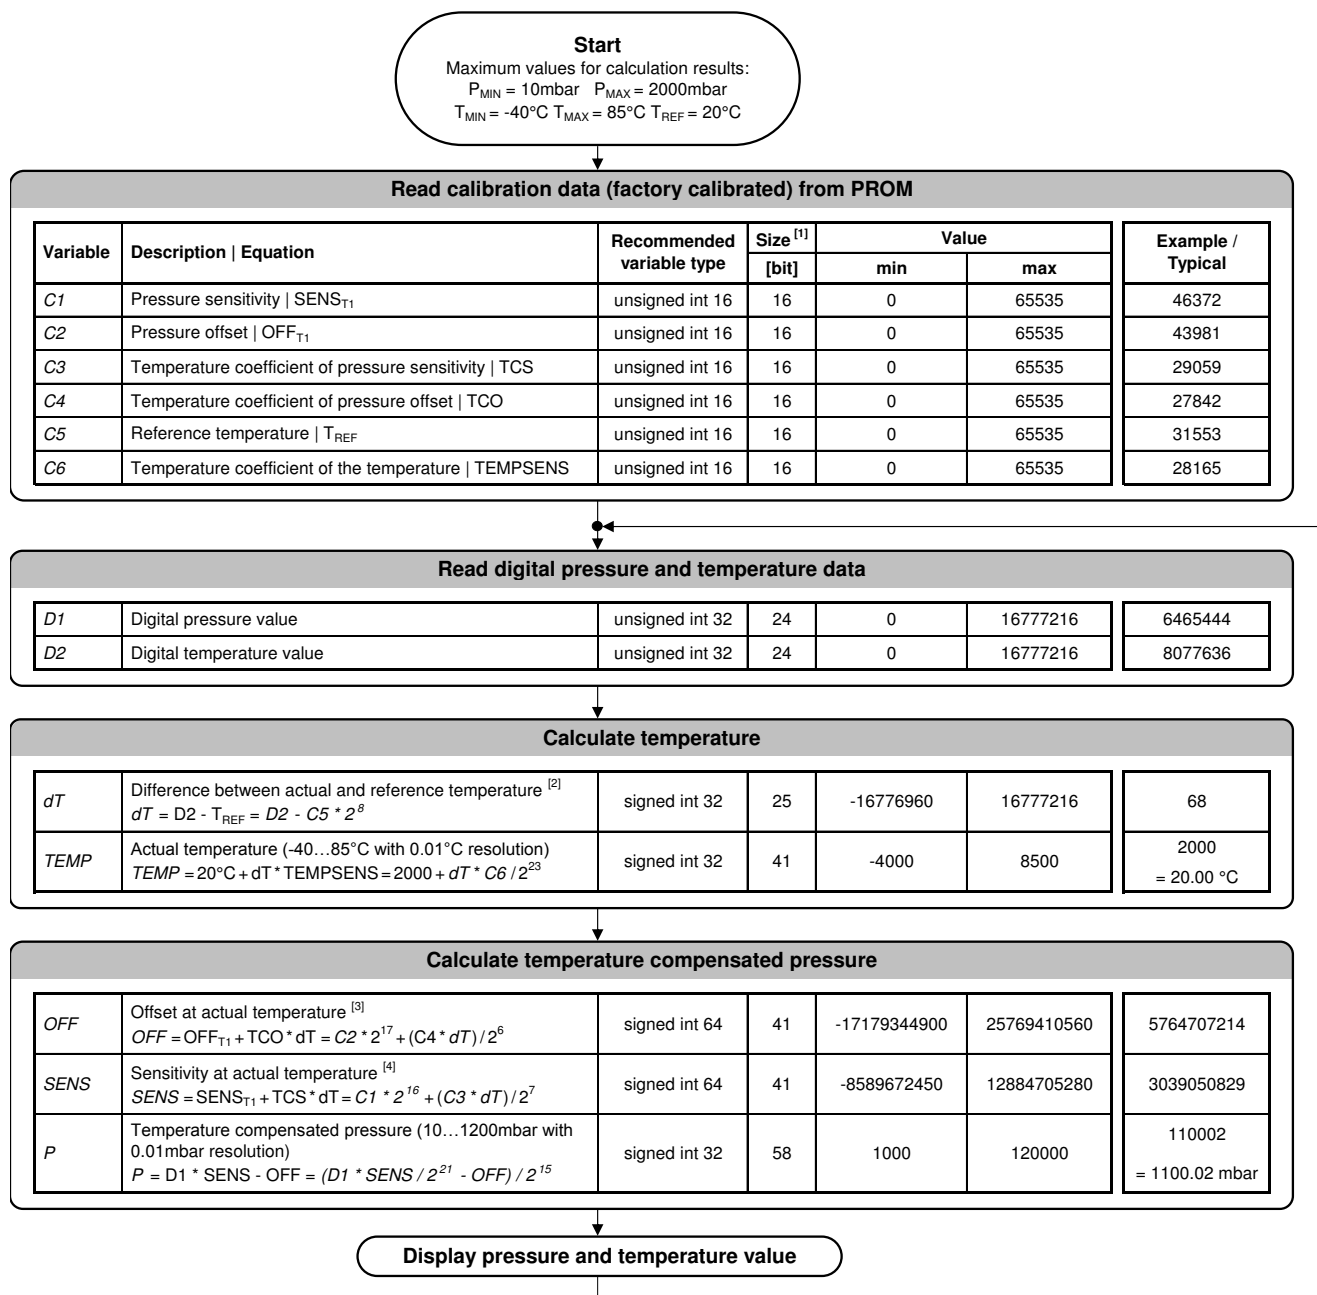 Start
Maximum values for calculation results:
P_MIN = 10mbar P_MAX = 2000mbar
T_MIN = -40°C T_MAX = 85°C T_REF = 20°C
Read calibration data (factory calibrated) from PROM
Variable Description | Equation Recommended variable type Size [1] [bit] Value min max Example / Typical
C1 Pressure sensitivity | SENS_T1 unsigned int 16 16 0 65535 46372
C2 Pressure offset | OFF_T1 unsigned int 16 16 0 65535 43981
C3 Temperature coefficient of pressure sensitivity | TCS unsigned int 16 16 0 65535 29059
C4 Temperature coefficient of pressure offset | TCO unsigned int 16 16 0 65535 27842
C5 Reference temperature | T_REF unsigned int 16 16 0 65535 31553
C6 Temperature coefficient of the temperature | TEMPSENS unsigned int 16 16 0 65535 28165
Read digital pressure and temperature data
D1 Digital pressure value unsigned int 32 24 0 16777216 6465444
D2 Digital temperature value unsigned int 32 24 0 16777216 8077636
Calculate temperature
dT Difference between actual and reference temperature [2]
dT = D2 - T_REF = D2 - C5 * 2^8 signed int 32 25 -16776960 16777216 68
TEMP Actual temperature (-40…85°C with 0.01°C resolution)
TEMP = 20°C + dT * TEMPSENS = 2000 + dT * C6 / 2^23 signed int 32 41 -4000 8500 2000
= 20.00 °C
Calculate temperature compensated pressure
OFF Offset at actual temperature [3]
OFF = OFF_T1 + TCO * dT = C2 * 2^17 + (C4 * dT) / 2^6 signed int 64 41 -17179344900 25769410560 5764707214
SENS Sensitivity at actual temperature [4]
SENS = SENS_T1 + TCS * dT = C1 * 2^16 + (C3 * dT) / 2^7 signed int 64 41 -8589672450 12884705280 3039050829
P Temperature compensated pressure (10…1200mbar with
0.01mbar resolution)
P = D1 * SENS - OFF = (D1 * SENS / 2^21 - OFF) / 2^15 signed int 32 58 1000 120000 110002
= 1100.02 mbar
Display pressure and temperature value